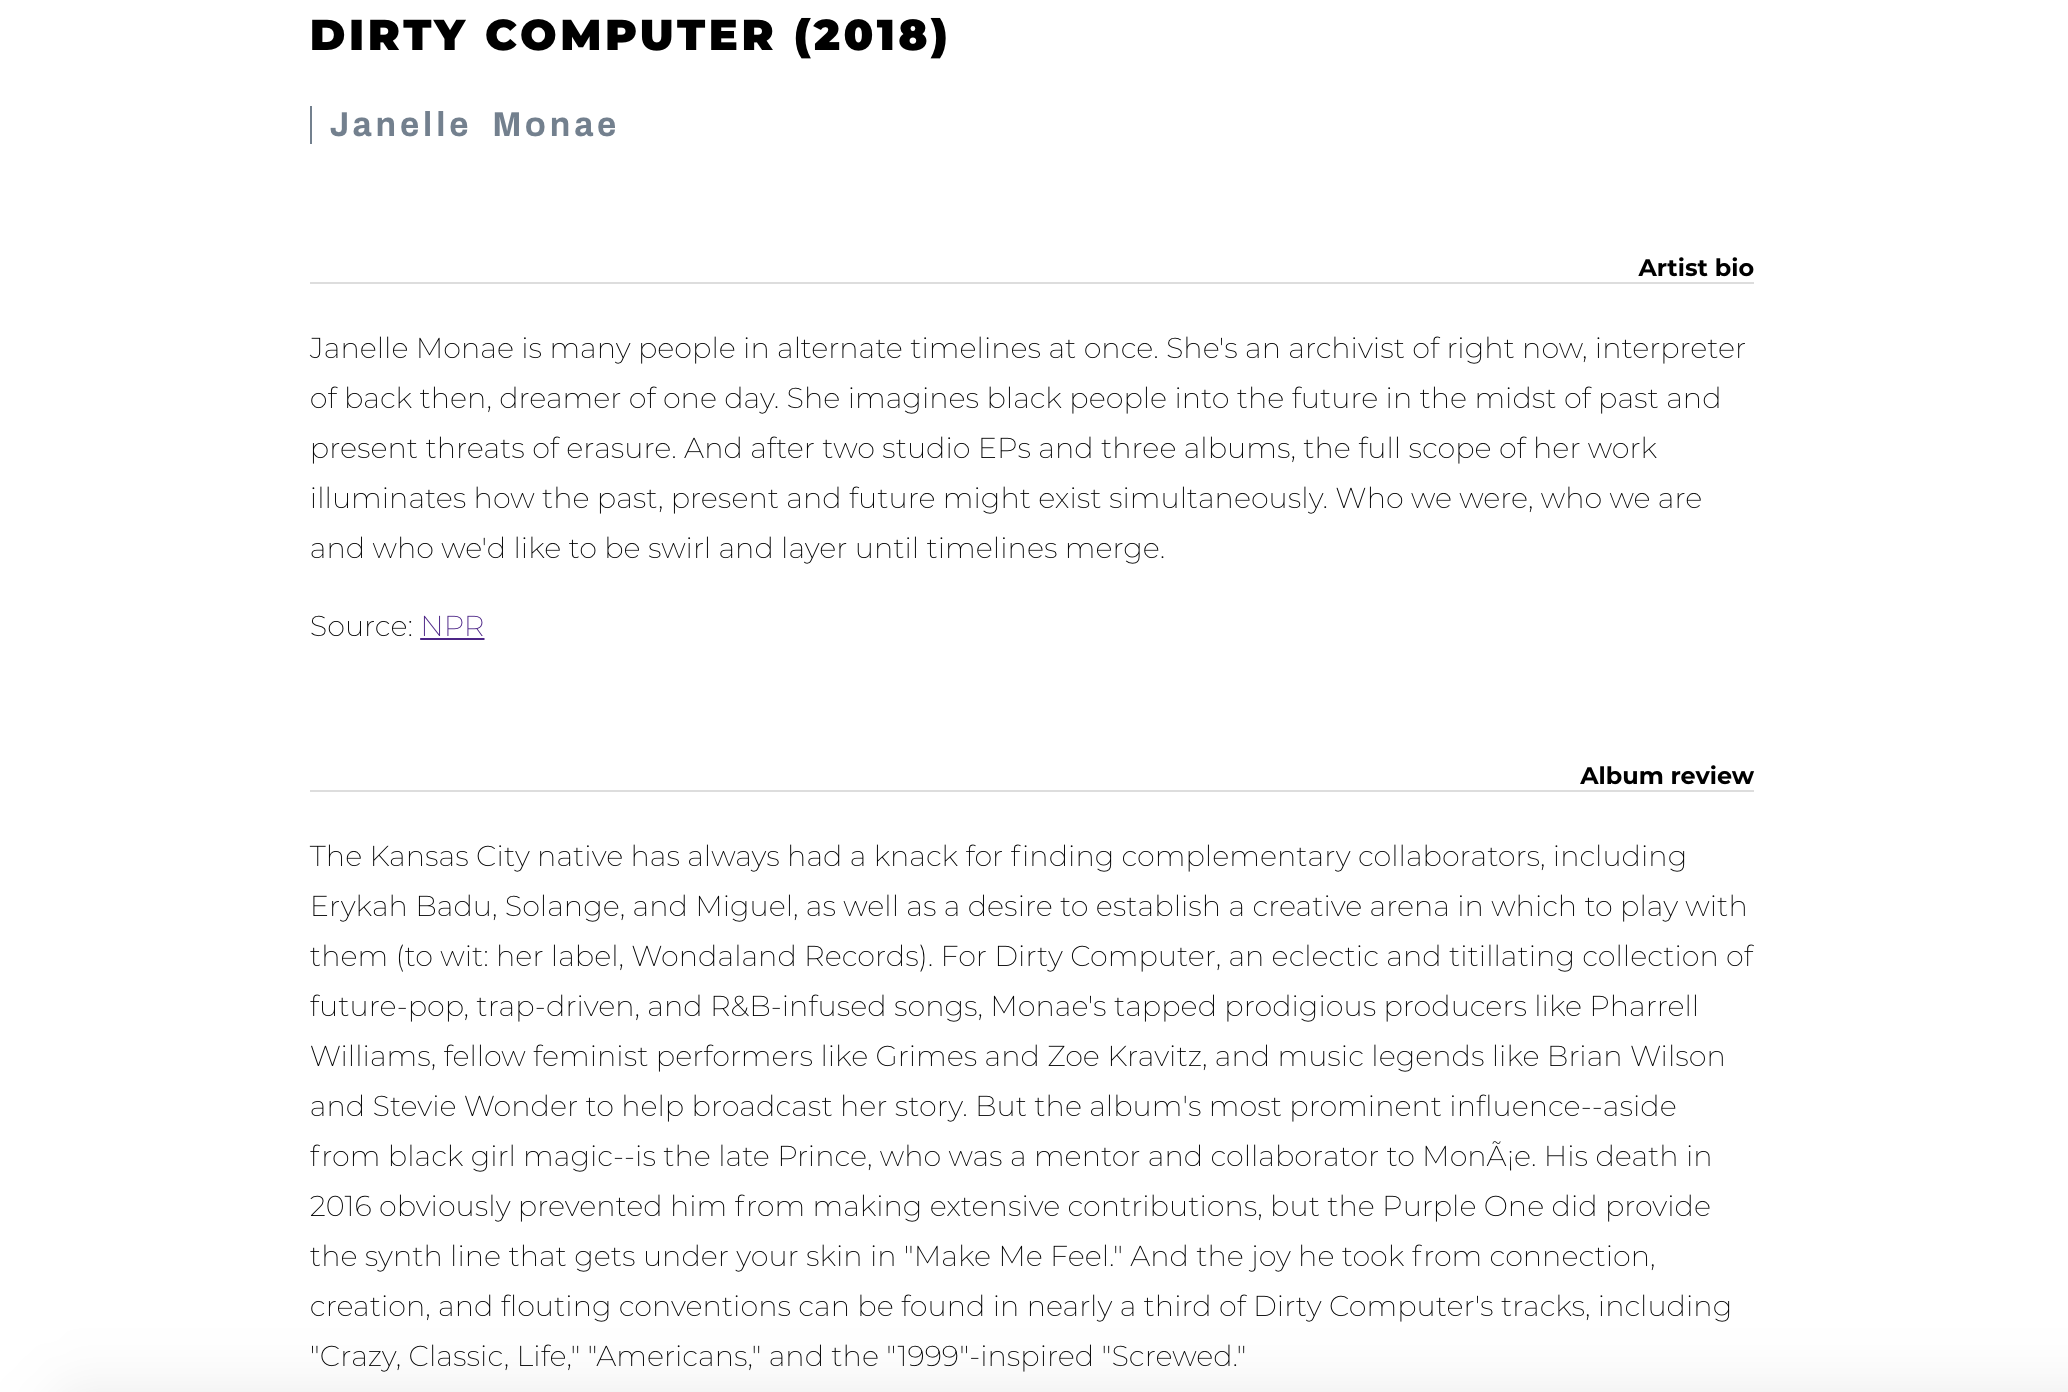 DIRTY COMPUTER (2018)
Janelle Monae
Artist bio
Janelle Monae is many people in alternate timelines at once. She's an archivist of right now, interpreter
of back then, dreamer of one day. She imagines black people into the future in the midst of past and
present threats of erasure. And after two studio EPs and three albums, the full scope of her work
illuminates how the past, present and future might exist simultaneously. Who we were, who we are
and who we'd like to be swirl and layer until timelines merge.
Source: NPR
Album review
The Kansas City native has always had a knack for finding complementary collaborators, including
Erykah Badu, Solange, and Miguel, as well as a desire to establish a creative arena in which to play with
them (to wit: her label, Wondaland Records). For Dirty Computer, an eclectic and titillating collection of
future-pop, trap-driven, and R&B-infused songs, Monae's tapped prodigious producers like Pharrell
Williams, fellow feminist performers like Grimes and Zoe Kravitz, and music legends like Brian Wilson
and Stevie Wonder to help broadcast her story. But the album's most prominent influence--aside
from black girl magic--is the late Prince, who was a mentor and collaborator to MonÃ¡e. His death in
2016 obviously prevented him from making extensive contributions, but the Purple One did provide
the synth line that gets under your skin in "Make Me Feel." And the joy he took from connection,
creation, and flouting conventions can be found in nearly a third of Dirty Computer's tracks, including
"Crazy, Classic, Life," "Americans," and the "1999"-inspired "Screwed."